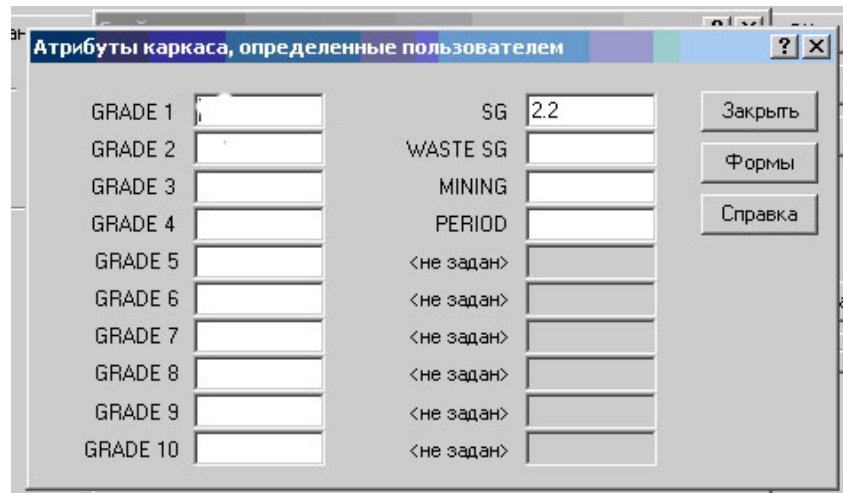 Атрибуты каркаса, определенные пользователем
GRADE 1 SG 2.2 Закрыть
GRADE 2 WASTE SG Формы
GRADE 3 MINING
GRADE 4 PERIOD Справка
GRADE 5 <не задан>
GRADE 6 <не задан>
GRADE 7 <не задан>
GRADE 8 <не задан>
GRADE 9 <не задан>
GRADE 10 <не задан>